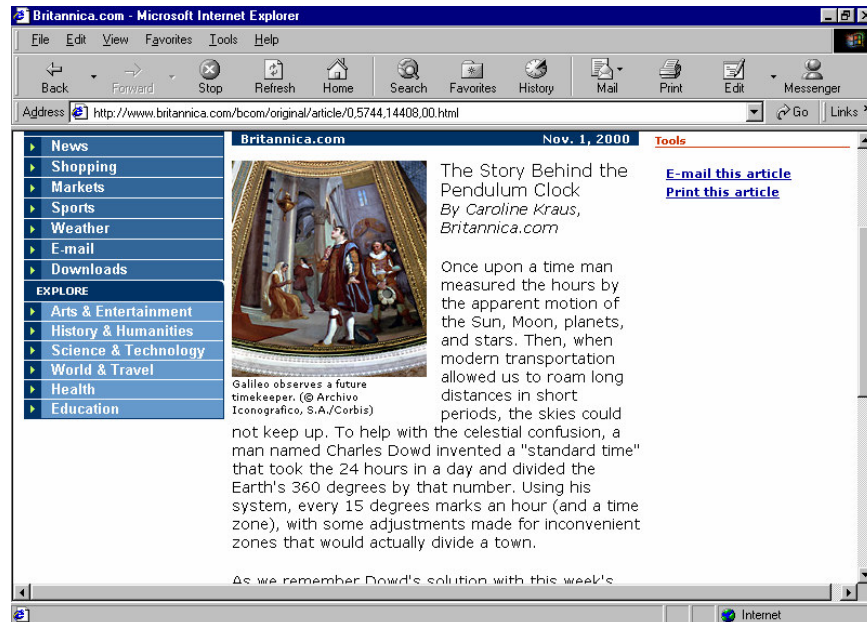 Britannica.com - Microsoft Internet Explorer
File Edit View Favorites Tools Help
Back Forward Stop Refresh Home Search Favorites History Mail Print Edit Messenger
Address http://www.britannica.com/bcom/original/article/0,5744,14408,00.html Go Links
News
Shopping
Markets
Sports
Weather
E-mail
Downloads
EXPLORE
Arts & Entertainment
History & Humanities
Science & Technology
World & Travel
Health
Education
Britannica.com Nov. 1, 2000
Galileo observes a future
timekeeper. (© Archivo
Iconografico, S.A./Corbis)
The Story Behind the
Pendulum Clock
By Caroline Kraus,
Britannica.com
Once upon a time man
measured the hours by
the apparent motion of
the Sun, Moon, planets,
and stars. Then, when
modern transportation
allowed us to roam long
distances in short
periods, the skies could
not keep up. To help with the celestial confusion, a
man named Charles Dowd invented a "standard time"
that took the 24 hours in a day and divided the
Earth's 360 degrees by that number. Using his
system, every 15 degrees marks an hour (and a time
zone), with some adjustments made for inconvenient
zones that would actually divide a town.
As we remember Dowd's solution with this week's
Tools
E-mail this article
Print this article
Internet